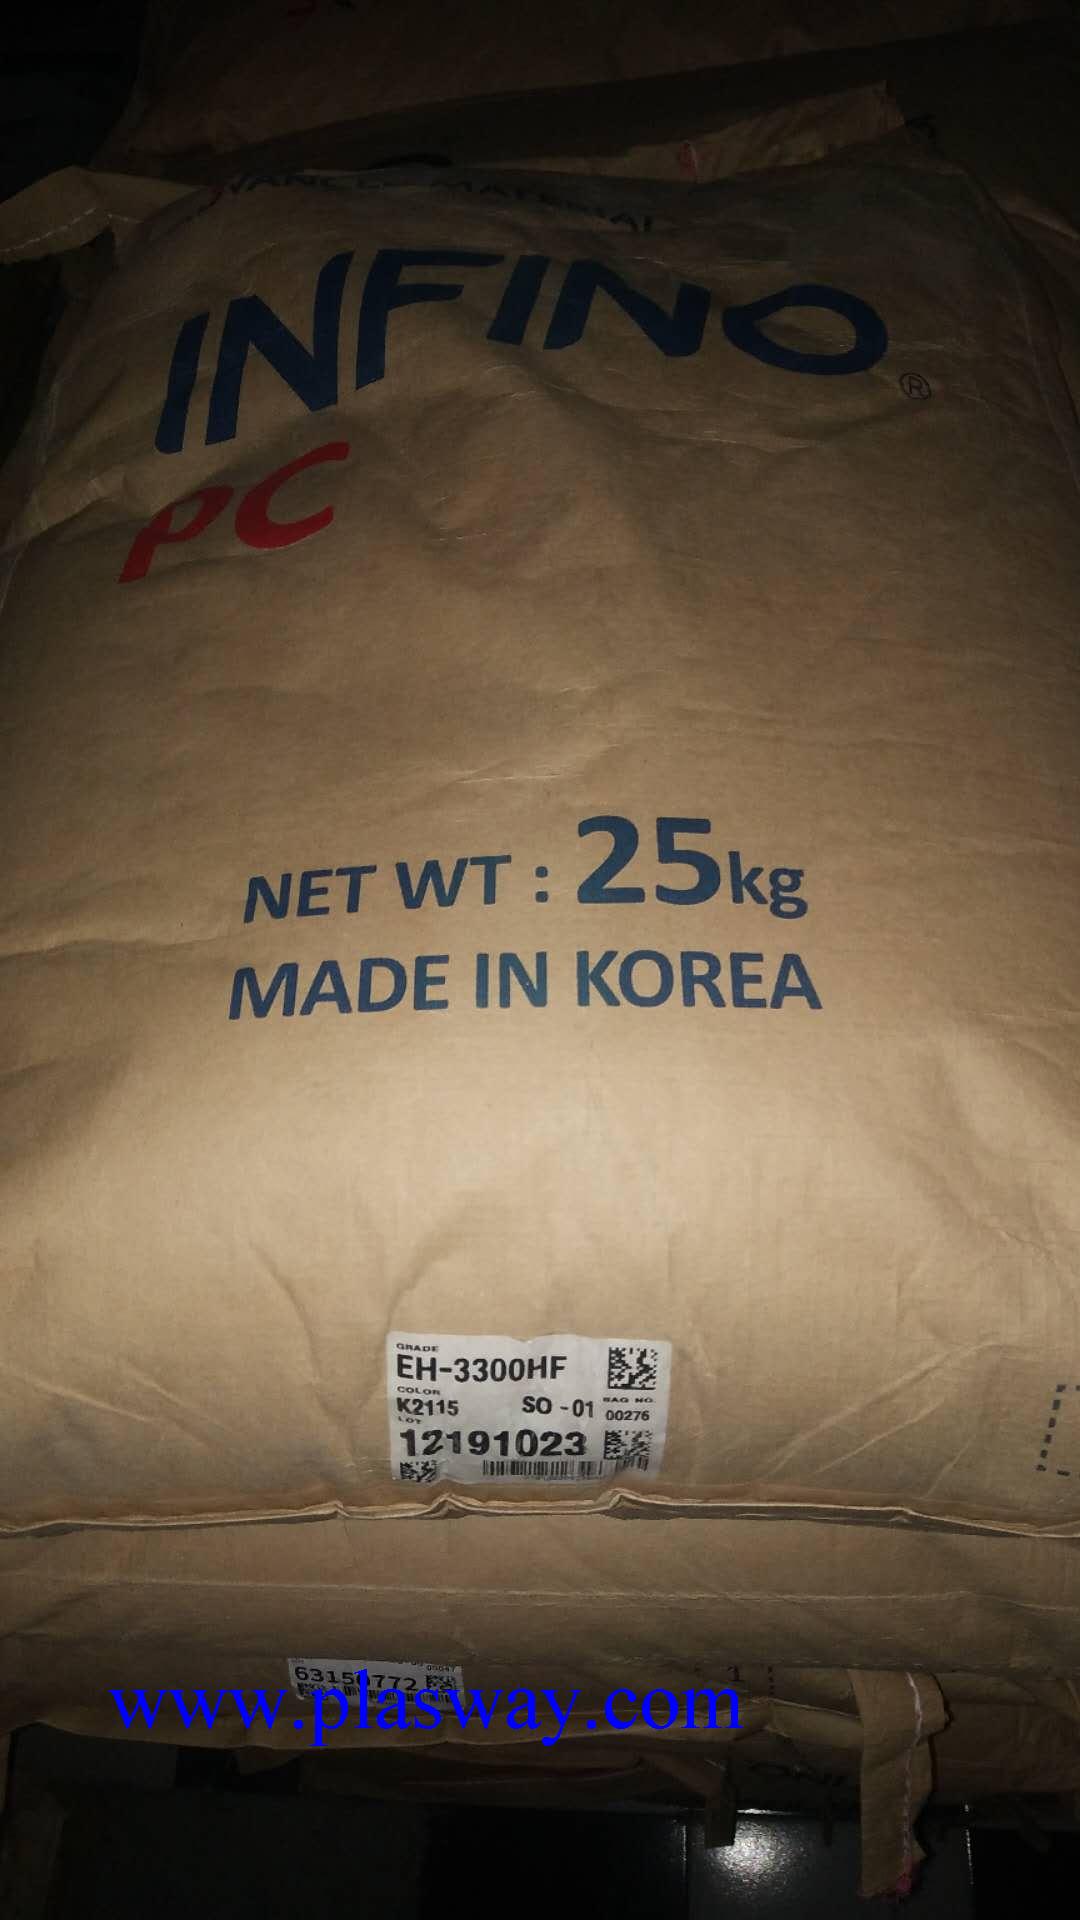 MATERIAL
INFINO
®
PC
NET WT : 25kg
MADE IN KOREA
GRADE
EH-3300HF
COLOR
K2115 SO - 01 BAG NO.
00276
LOT
12191023
www.plasway.com